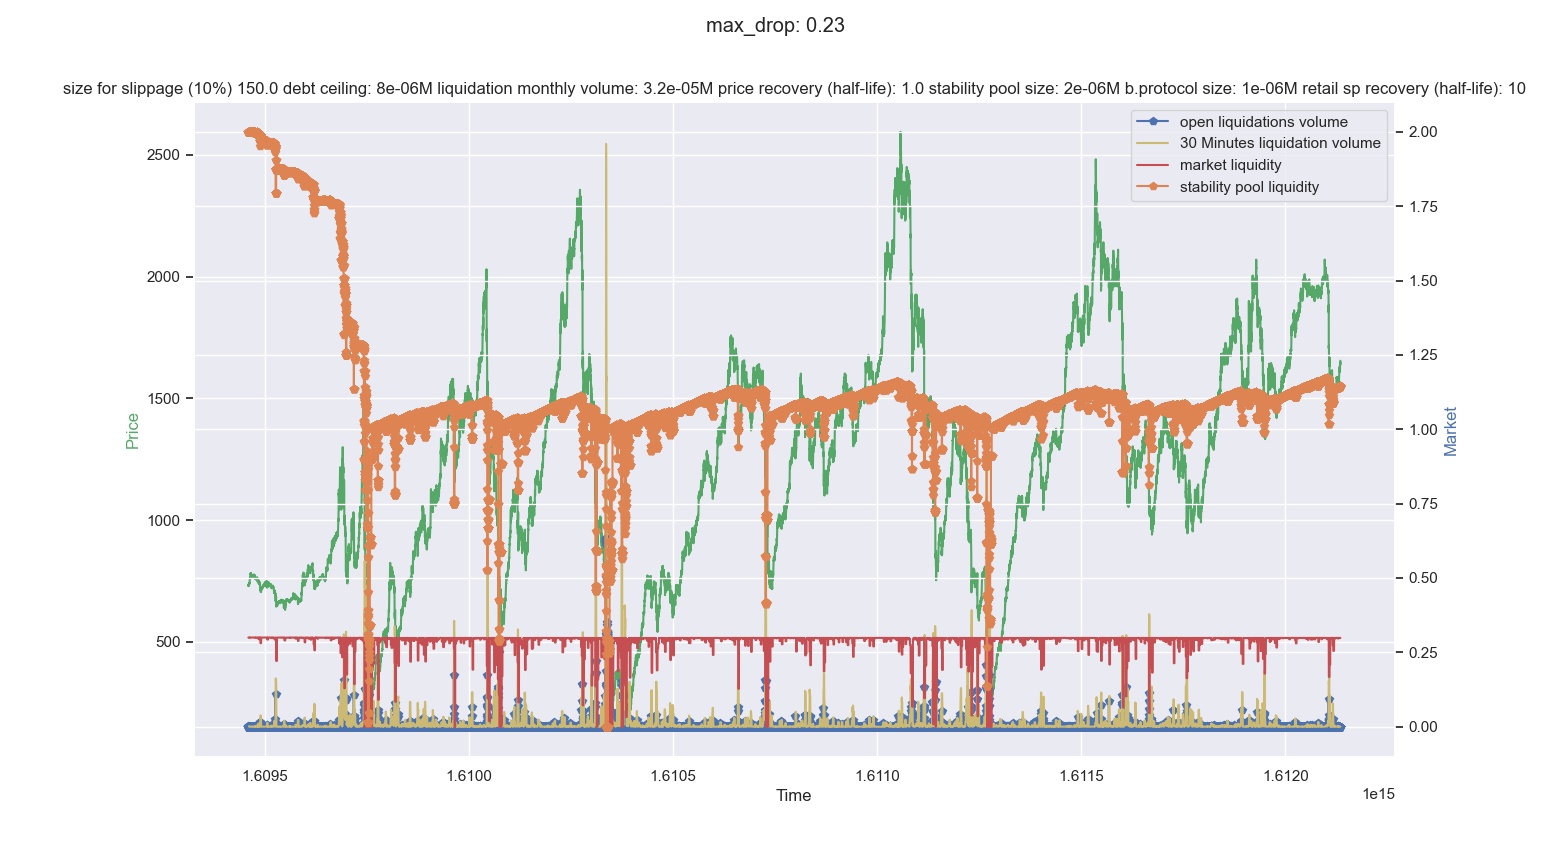 max_drop: 0.23
size for slippage (10%) 150.0 debt ceiling: 8e-06M liquidation monthly volume: 3.2e-05M price recovery (half-life): 1.0 stability pool size: 2e-06M b.protocol size: 1e-06M retail sp recovery (half-life): 10
open liquidations volume
30 Minutes liquidation volume
market liquidity
stability pool liquidity
2500
2000
1500
1000
500
Price
2.00
1.75
1.50
1.25
1.00
0.75
0.50
0.25
0.00
Market
1.6095
1.6100
1.6105
1.6110
1.6115
1.6120
1e15
Time